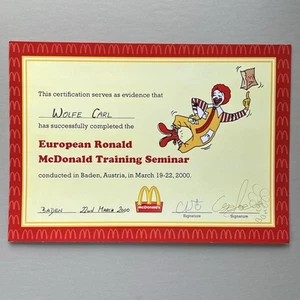 This certification serves as evidence that
WOLFE CARL
has successfully completed the
European Ronald
McDonald Training Seminar
conducted in Baden, Austria, in March 19-22, 2000.
BADEN 22nd MARCH 2000
McDonald's
Signature Signature